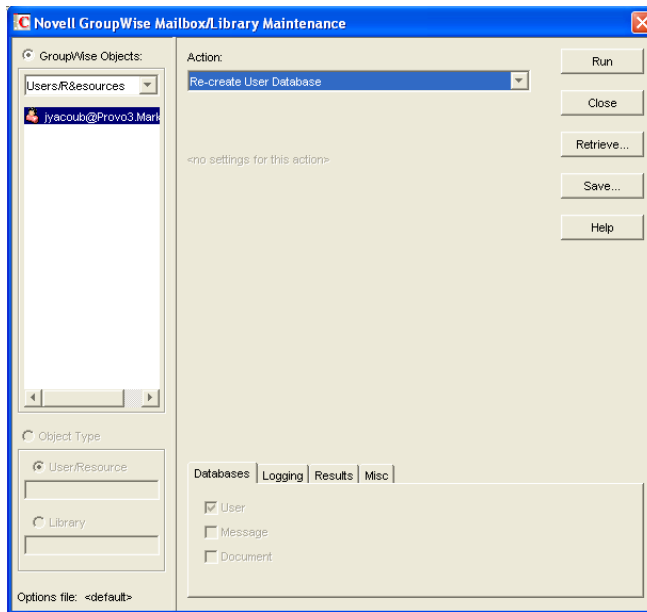 Novell GroupWise Mailbox/Library Maintenance
GroupWise Objects:
Users/R&esources
jyacoub@Provo3.Mark
Action:
Re-create User Database
<no settings for this action>
Run
Close
Retrieve...
Save...
Help
Object Type
User/Resource
Library
Databases
Logging
Results
Misc
User
Message
Document
Options file: <default>